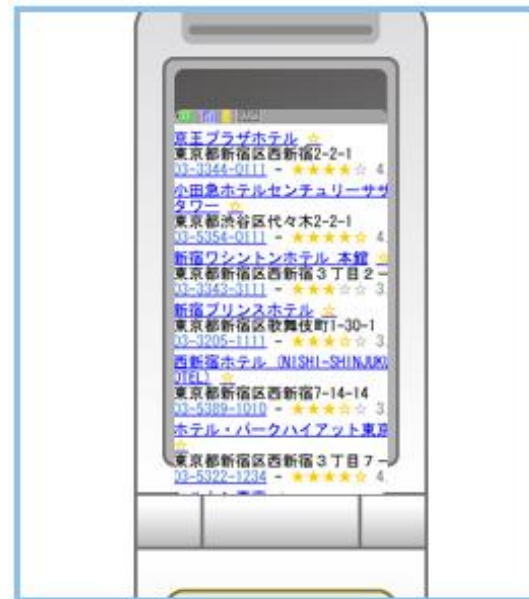 京王プラザホテル ☆
東京都新宿区西新宿2-2-1
03-3344-0111 - ★★★★☆ 4.
小田急ホテルセンチュリーサザ
タワー ☆
東京都渋谷区代々木2-2-1
03-5354-0111 - ★★★★☆ 4.
新宿ワシントンホテル 本館 ☆
東京都新宿区西新宿3丁目2−
03-3343-3111 - ★★★☆☆ 3.
新宿プリンスホテル ☆
東京都新宿区歌舞伎町1-30-1
03-3205-1111 - ★★★★☆ 3.
西新宿ホテル (NISHI-SHINJUKU
OTEL) ☆
東京都新宿区西新宿7-14-14
03-5389-1010 - ★★★☆☆ 3.
ホテル・パークハイアット東京
☆
東京都新宿区西新宿3丁目7−
03-5322-1234 - ★★★★☆ 4.